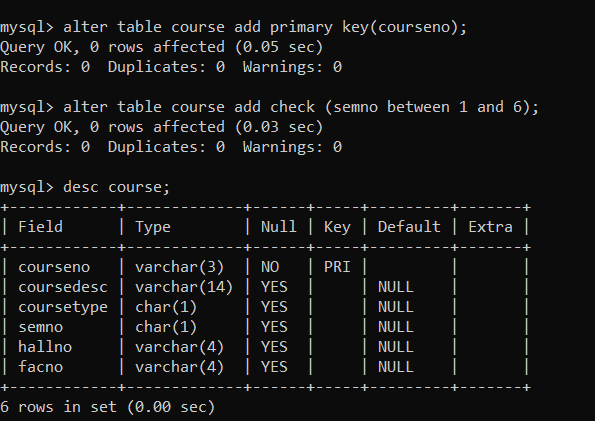 mysql> alter table course add primary key(courseno);
Query OK, 0 rows affected (0.05 sec)
Records: 0  Duplicates: 0  Warnings: 0

mysql> alter table course add check (semno between 1 and 6);
Query OK, 0 rows affected (0.03 sec)
Records: 0  Duplicates: 0  Warnings: 0

mysql> desc course;
+------------+-------------+------+-----+---------+-------+
| Field      | Type        | Null | Key | Default | Extra |
+------------+-------------+------+-----+---------+-------+
| courseno   | varchar(3)  | NO   | PRI |         |       |
| coursedesc | varchar(14) | YES  |     | NULL    |       |
| coursetype | char(1)     | YES  |     | NULL    |       |
| semno      | char(1)     | YES  |     | NULL    |       |
| hallno     | varchar(4)  | YES  |     | NULL    |       |
| facno      | varchar(4)  | YES  |     | NULL    |       |
+------------+-------------+------+-----+---------+-------+
6 rows in set (0.00 sec)